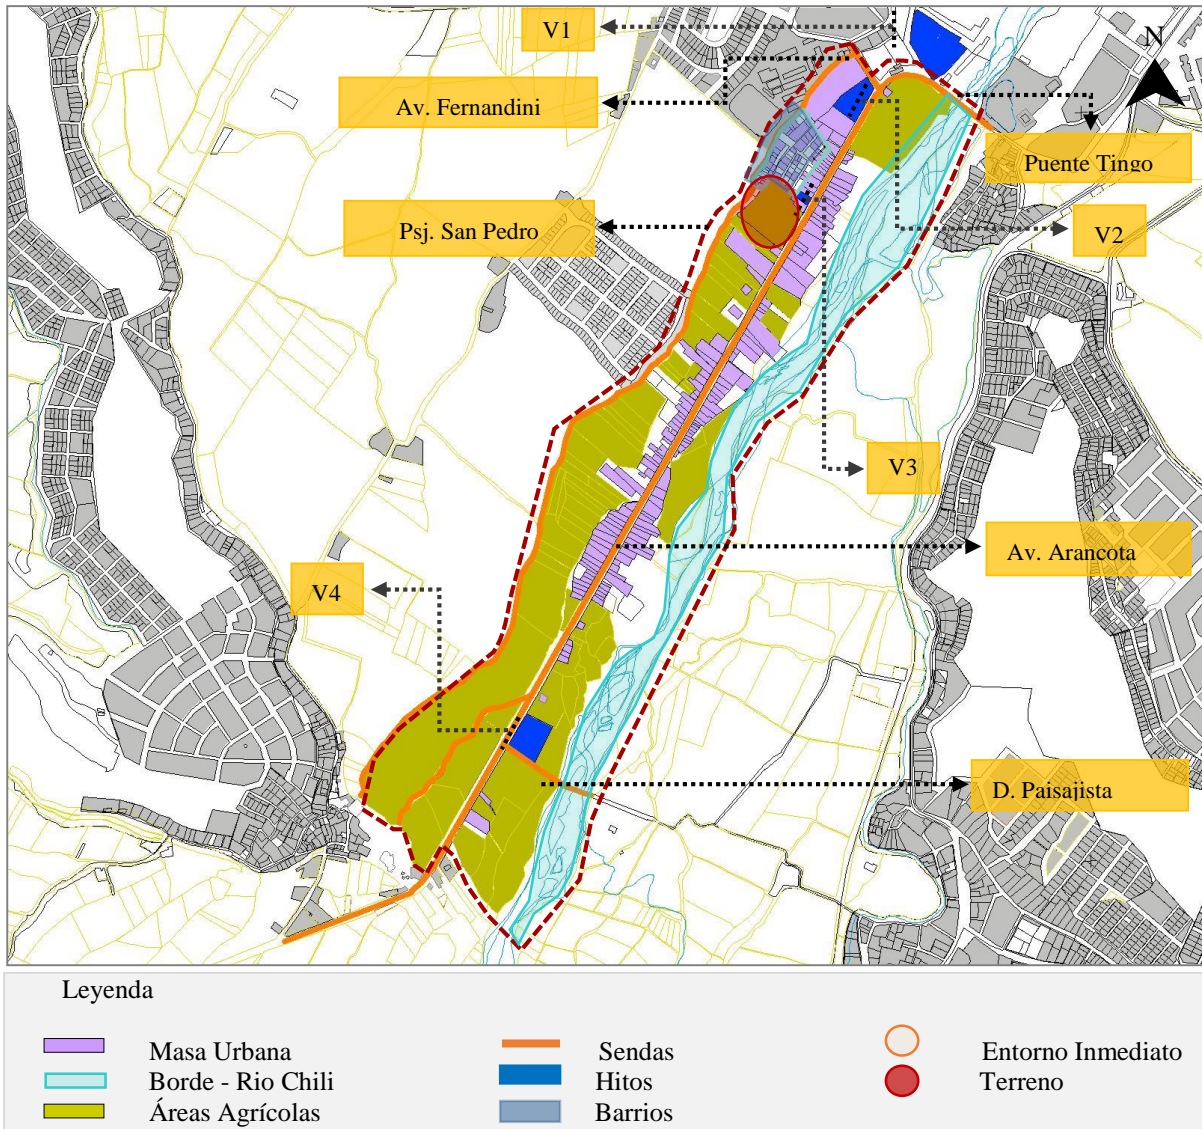 V1
N
Av. Fernandini
Puente Tingo
Psj. San Pedro
V2
V3
Av. Arancota
V4
D. Paisajista
Leyenda
Masa Urbana
Sendas
Entorno Inmediato
Borde - Rio Chili
Hitos
Terreno
Áreas Agrícolas
Barrios